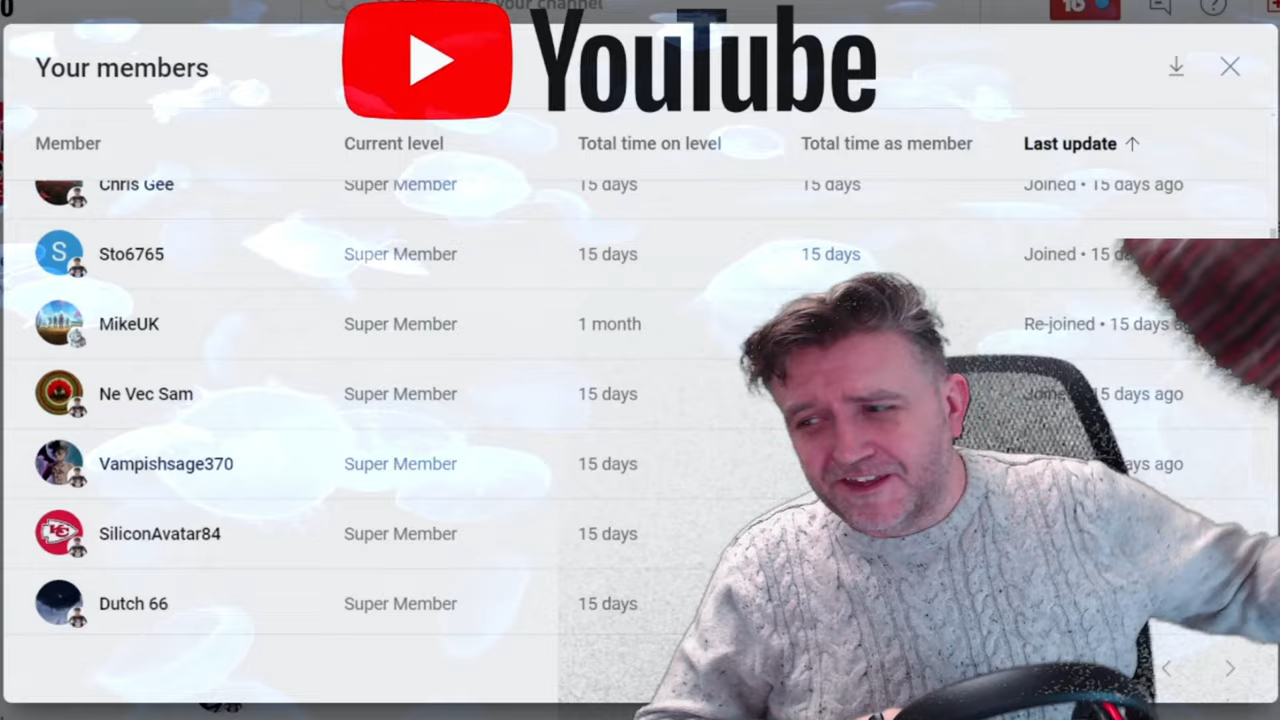 your channel
Your members
YouTube
Member Current level Total time on level Total time as member Last update
Chris Gee Super Member 15 days 15 days Joined • 15 days ago
S Sto6765 Super Member 15 days 15 days Joined • 15
MikeUK Super Member 1 month Re-joined • 15 days
Ne Vec Sam Super Member 15 days 15 days ago
Vampishsage370 Super Member 15 days ago
SiliconAvatar84 Super Member 15 days
Dutch 66 Super Member 15 days